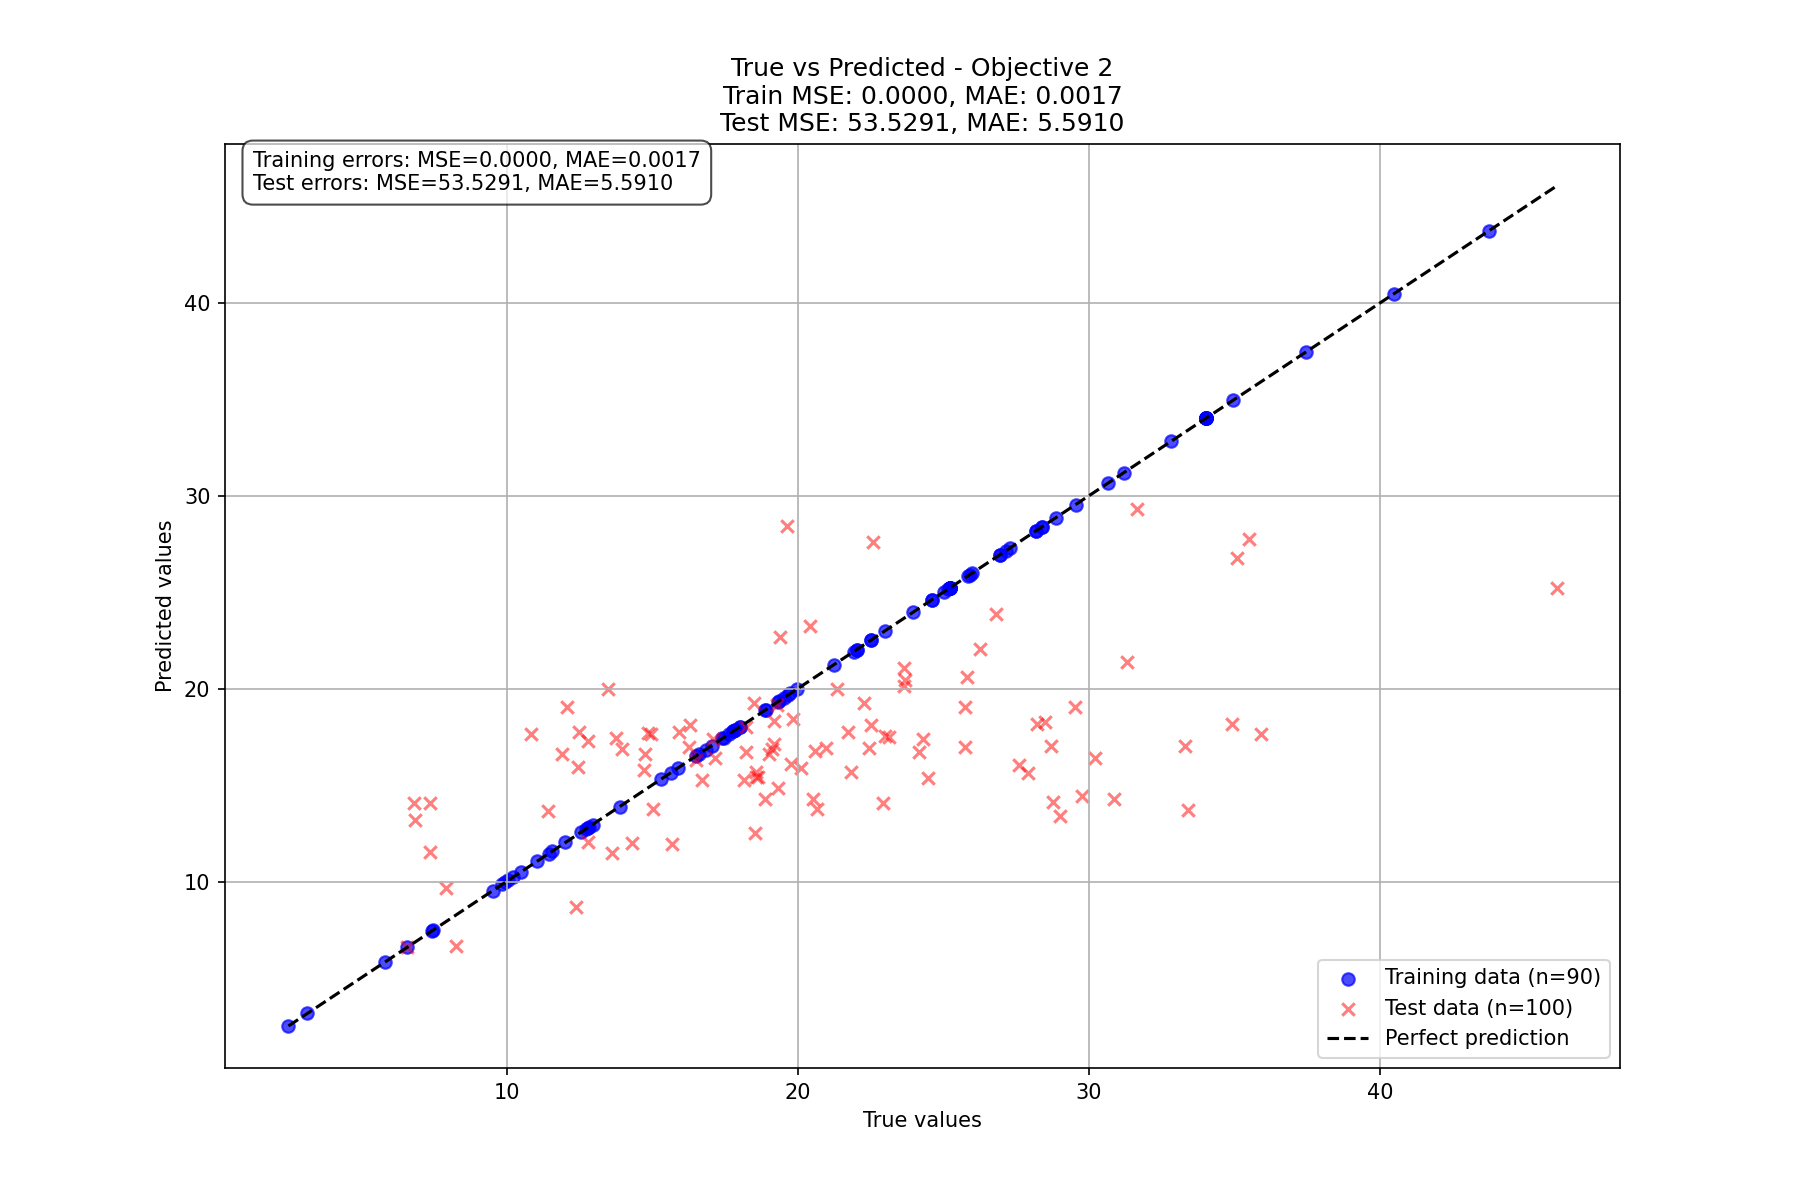 True vs Predicted - Objective 2
Train MSE: 0.0000, MAE: 0.0017
Test MSE: 53.5291, MAE: 5.5910
Training errors: MSE=0.0000, MAE=0.0017
Test errors: MSE=53.5291, MAE=5.5910
40
30
20
10
Predicted values
10
20
30
40
True values
Training data (n=90)
Test data (n=100)
Perfect prediction